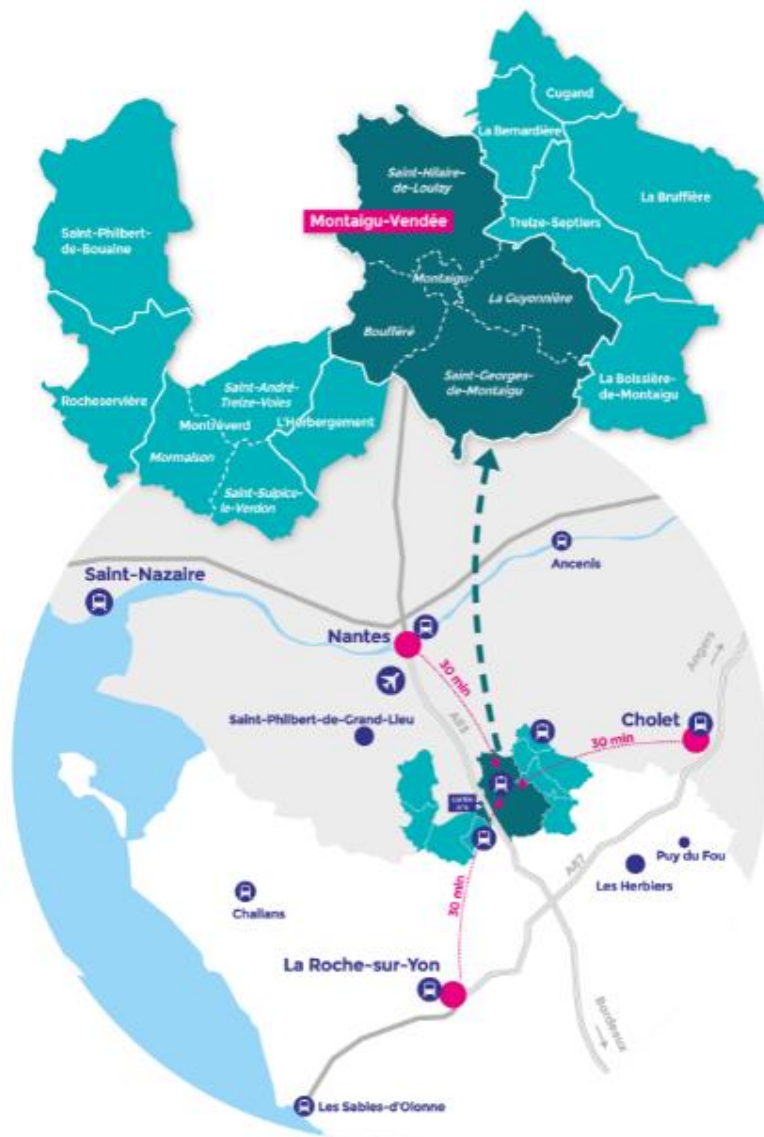 Cugand
La Bernardière
Saint-Hilaire-
de-Loulay
La Bruffière
Montaigu-Vendée
Treize-Septiers
Saint-Philbert-
de-Bouaine
Montaigu
La Guyonnière
Boufféré
Saint-Georges-
de-Montaigu
La Boissière-
de-Montaigu
Rocheservière
Saint-André-
Treize-Voies
Montréverd
L'Herbergement
Mormaison
Saint-Sulpice-
le-Verdon
Saint-Nazaire
Ancenis
Nantes
30 min
Angers
Saint-Philbert-de-Grand-Lieu
A83
Cholet
30 min
sortie
n°4
A87
Puy du Fou
Les Herbiers
Challans
30 min
La Roche-sur-Yon
Bordeaux
Les Sables-d'Olonne